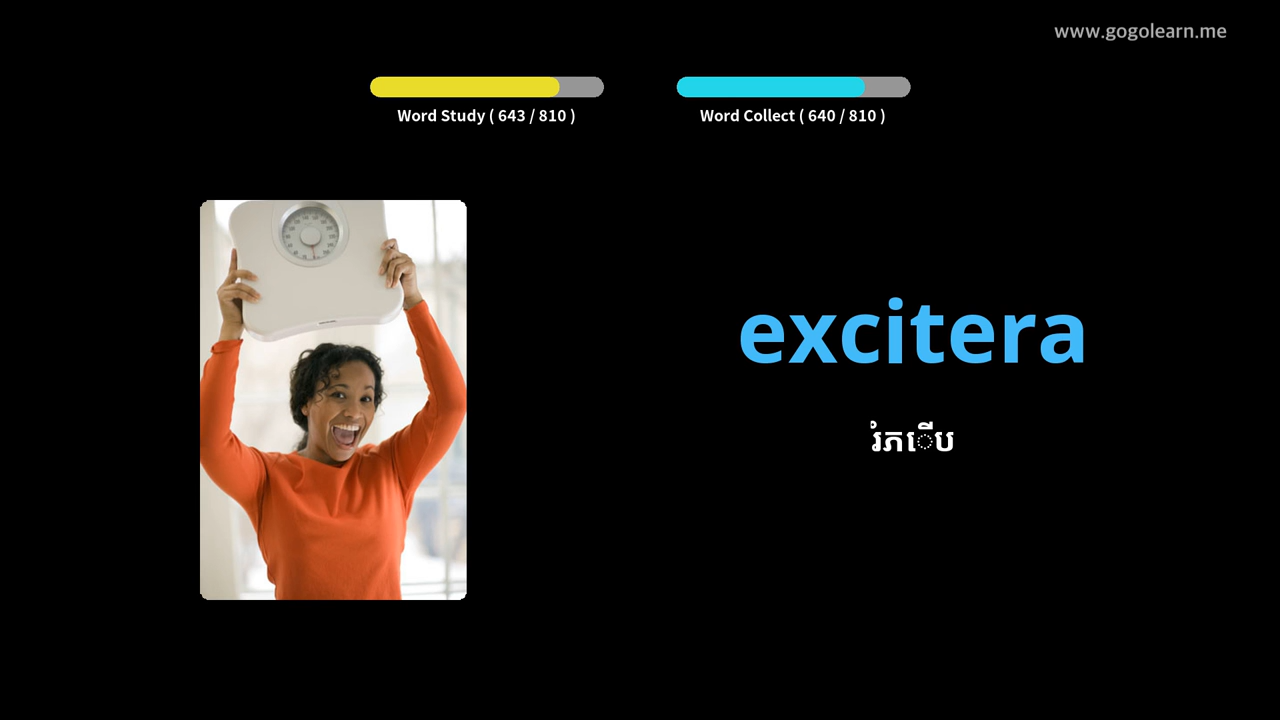 www.gogolearn.me
Word Study ( 643 / 810 )
Word Collect ( 640 / 810 )
excitera
រំភើប